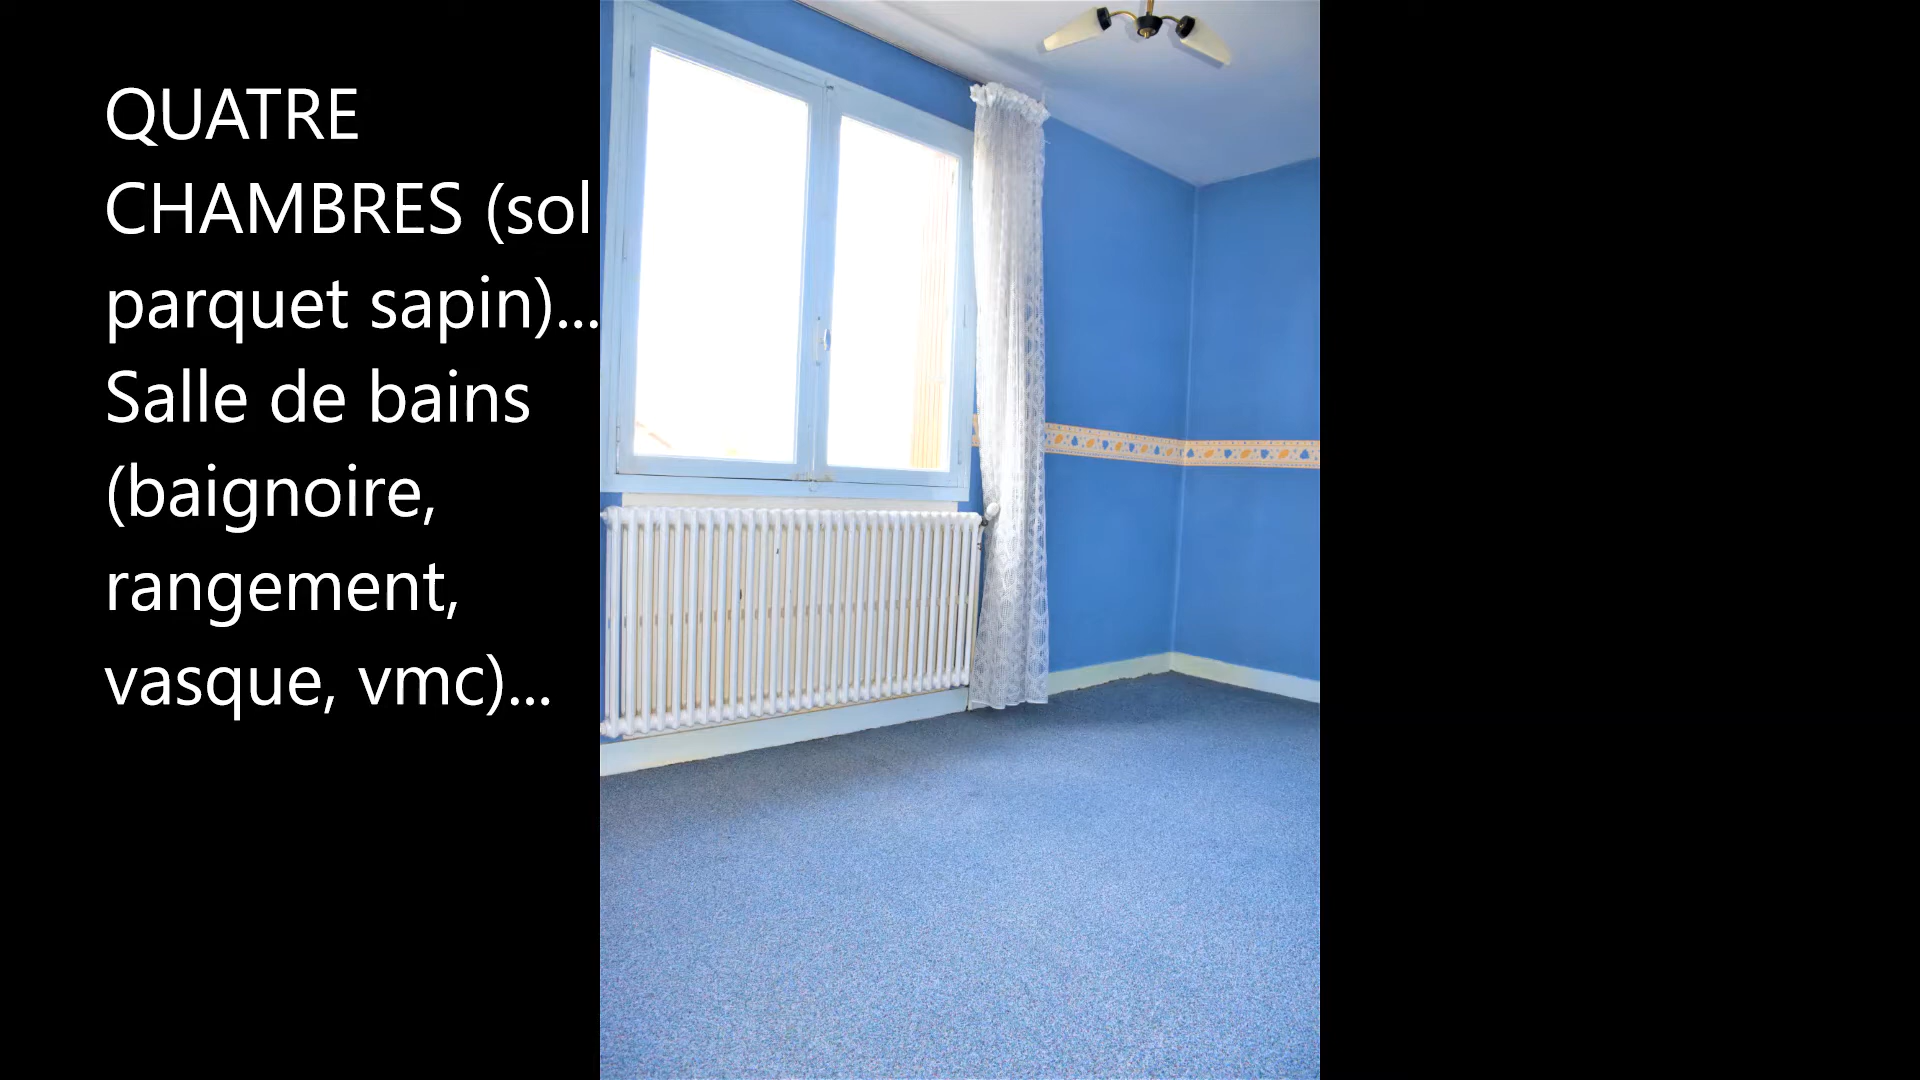 QUATRE
CHAMBRES (sol
parquet sapin)...
Salle de bains
(baignoire,
rangement,
vasque, vmc)...